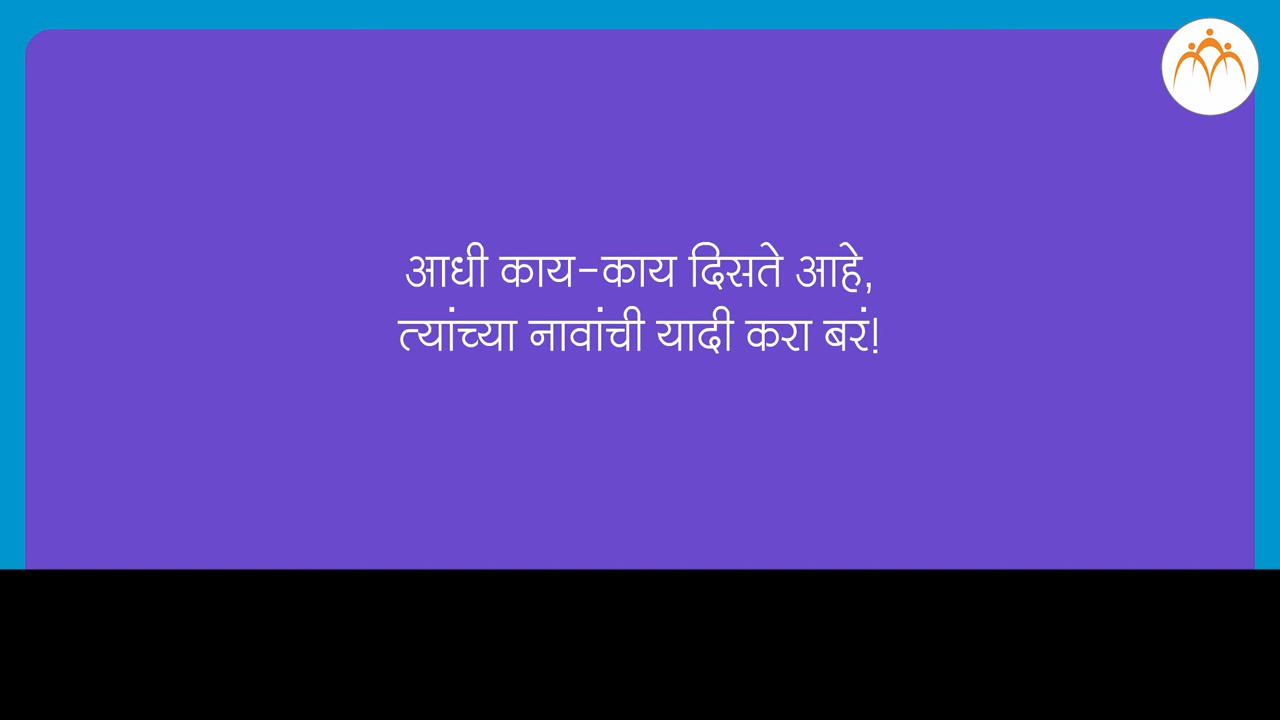 आधी काय-काय दिसते आहे,
त्यांच्या नावांची यादी करा बरं!